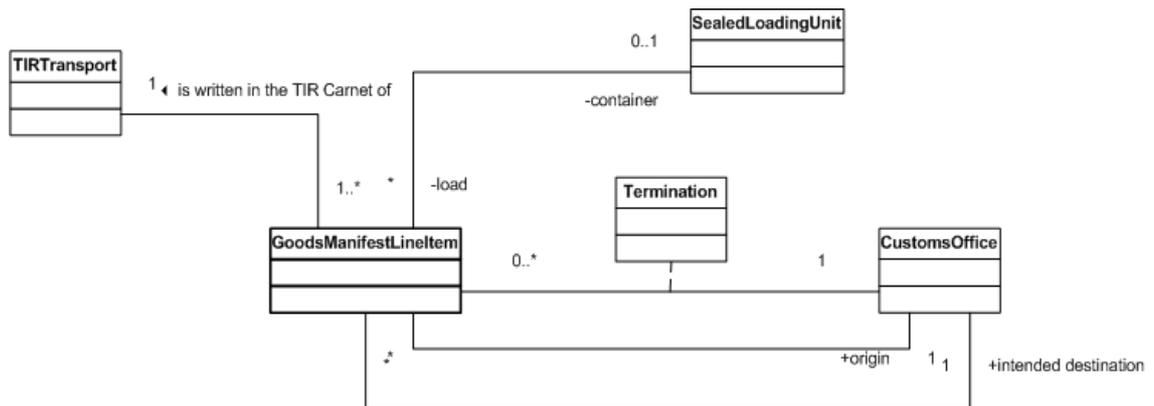 SealedLoadingUnit
0..1
TIRTransport
1 ◄ is written in the TIR Carnet of
-container
1..*
*
-load
Termination
GoodsManifestLineItem
CustomsOffice
0..*
1
*
*
+origin
1
1
+intended destination